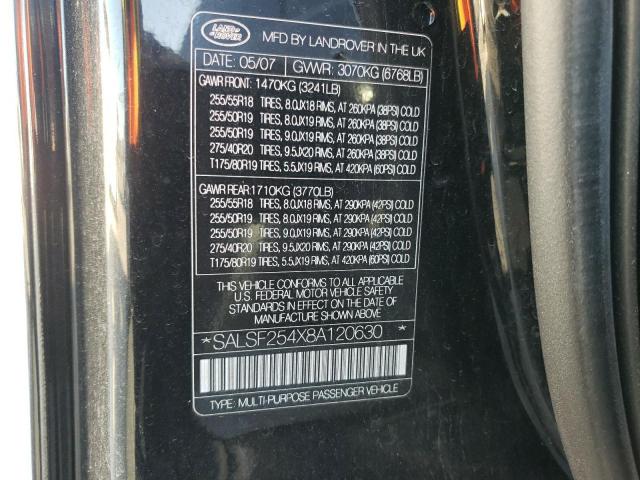 LAND ROVER
MFD BY LANDROVER IN THE UK
DATE: 05/07 GVWR: 3070KG (6768LB)
GAWR FRONT: 1470KG (3241LB)
255/55R18 TIRES, 8.0JX18 RIMS, AT 260KPA (38PSI) COLD
255/50R19 TIRES, 8.0JX19 RIMS, AT 260KPA (38PSI) COLD
255/50R19 TIRES, 9.0JX19 RIMS, AT 260KPA (38PSI) COLD
275/40R20 TIRES, 9.5JX20 RIMS, AT 260KPA (38PSI) COLD
T175/80R19 TIRES, 5.5JX19 RIMS, AT 420KPA (60PSI) COLD
GAWR REAR: 1710KG (3770LB)
255/55R18 TIRES, 8.0JX18 RIMS, AT 290KPA (42PSI) COLD
255/50R19 TIRES, 8.0JX19 RIMS, AT 290KPA (42PSI) COLD
255/50R19 TIRES, 9.0JX19 RIMS, AT 290KPA (42PSI) COLD
275/40R20 TIRES, 9.5JX20 RIMS, AT 290KPA (42PSI) COLD
T175/80R19 TIRES, 5.5JX19 RIMS, AT 420KPA (60PSI) COLD
THIS VEHICLE CONFORMS TO ALL APPLICABLE
U.S. FEDERAL MOTOR VEHICLE SAFETY
STANDARDS IN EFFECT ON THE DATE OF
MANUFACTURE SHOWN ABOVE.
*SALSF254X8A120630*
TYPE: MULTI-PURPOSE PASSENGER VEHICLE